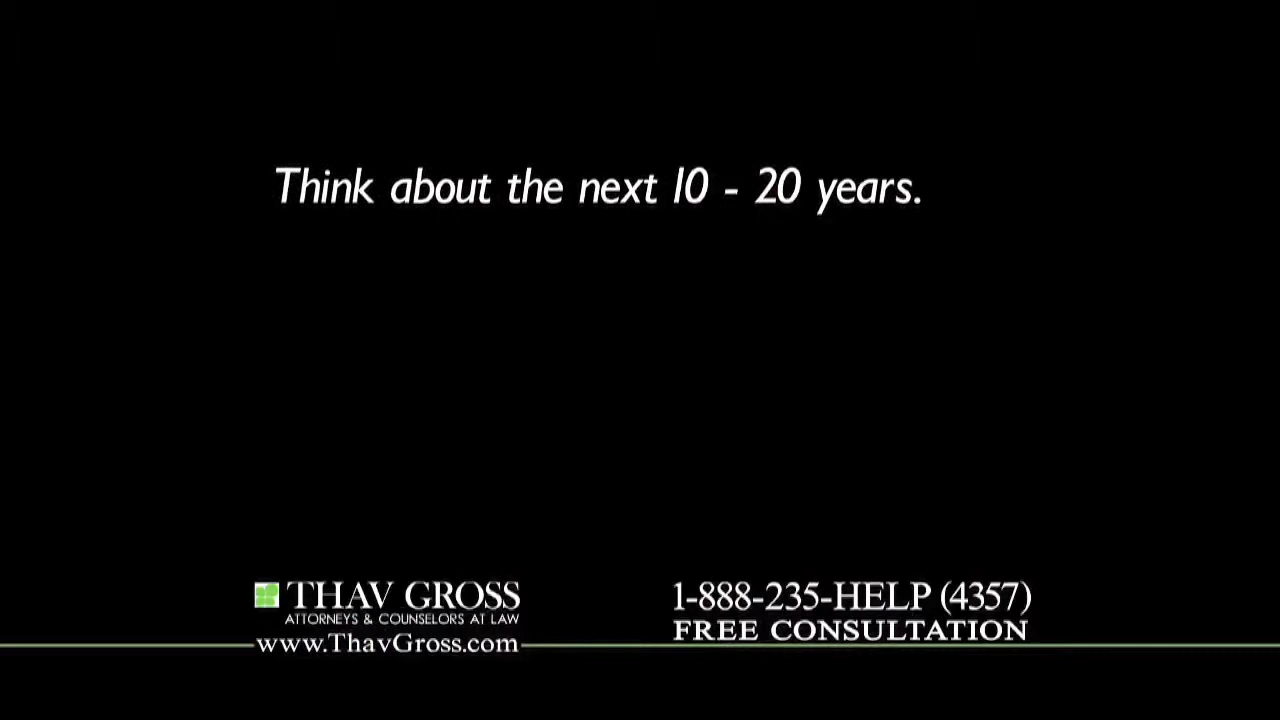 Think about the next 10 - 20 years.
THAV GROSS
ATTORNEYS & COUNSELORS AT LAW
www.ThavGross.com
1-888-235-HELP (4357)
FREE CONSULTATION